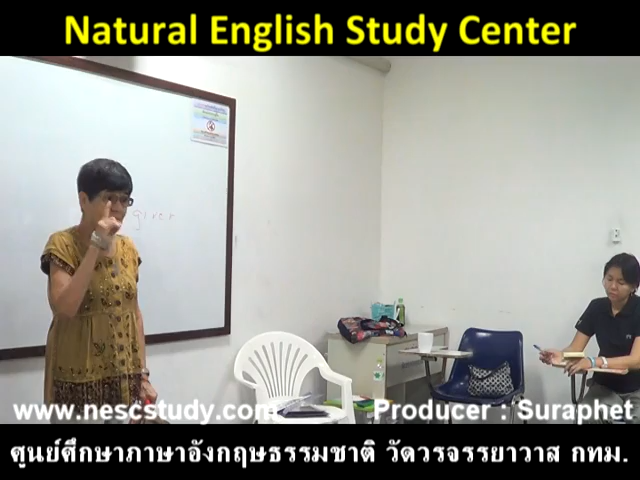 Natural English Study Center
giver
www.nescstudy.com
Producer : Suraphet
ศูนย์ศึกษาภาษาอังกฤษธรรมชาติ วัดวรจรรยาวาส กทม.